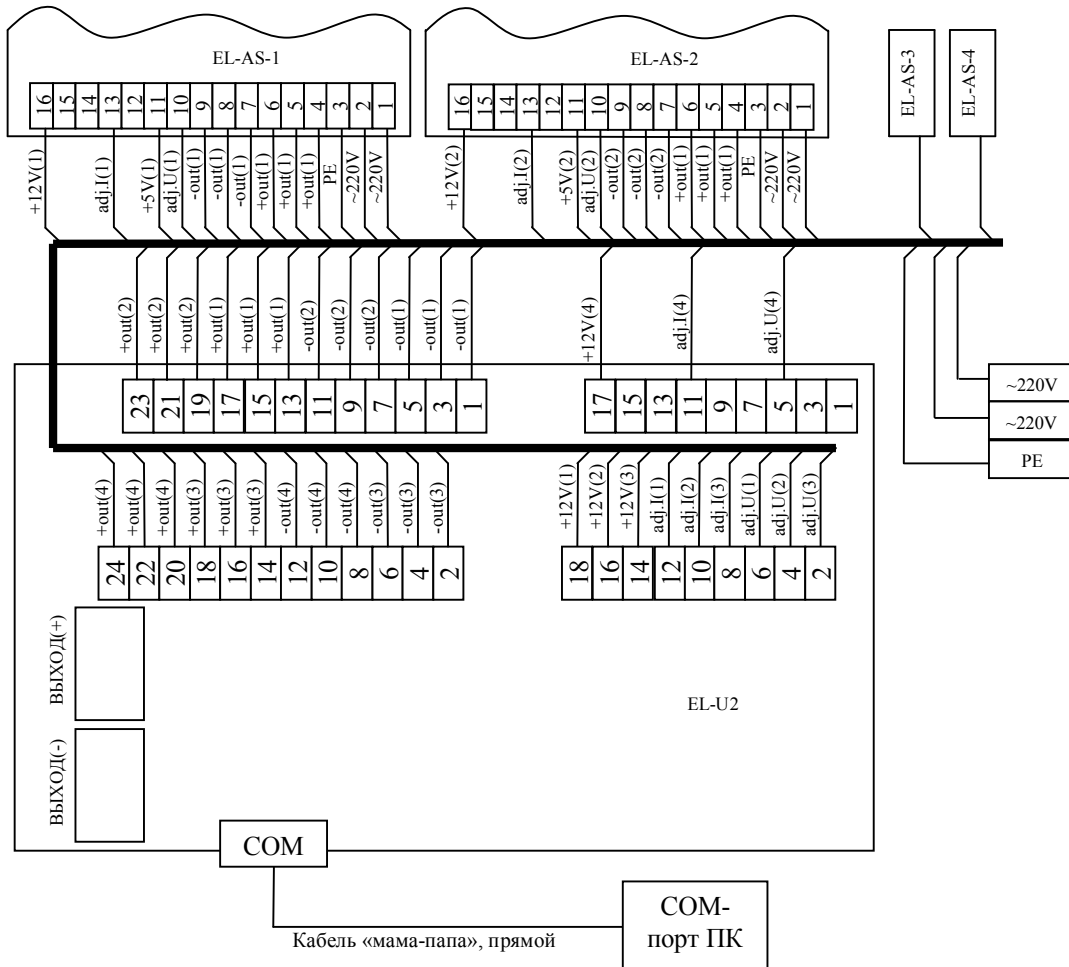 EL-AS-1
EL-AS-2
EL-AS-3
EL-AS-4
16 15 14 13 12 11 10 9 8 7 6 5 4 3 2 1
16 15 14 13 12 11 10 9 8 7 6 5 4 3 2 1
+12V(1)
adj.I(1)
+5V(1)
adj.U(1)
-out(1)
-out(1)
-out(1)
+out(1)
+out(1)
+out(1)
PE
~220V
~220V
+12V(2)
adj.I(2)
+5V(2)
adj.U(2)
-out(2)
-out(2)
-out(2)
+out(1)
+out(1)
+out(1)
PE
~220V
~220V
+out(2)
+out(2)
+out(2)
+out(1)
+out(1)
+out(1)
-out(2)
-out(2)
-out(2)
-out(1)
-out(1)
-out(1)
+12V(4)
adj.I(4)
adj.U(4)
23 21 19 17 15 13 11 9 7 5 3 1
17 15 13 11 9 7 5 3 1
~220V
~220V
PE
+out(4)
+out(4)
+out(4)
+out(3)
+out(3)
+out(3)
-out(4)
-out(4)
-out(4)
-out(3)
-out(3)
-out(3)
+12V(1)
+12V(2)
+12V(3)
adj.I(1)
adj.I(2)
adj.I(3)
adj.U(1)
adj.U(2)
adj.U(3)
24 22 20 18 16 14 12 10 8 6 4 2
18 16 14 12 10 8 6 4 2
ВЫХОД(+)
EL-U2
ВЫХОД(-)
COM
COM-
порт ПК
Кабель «мама-папа», прямой